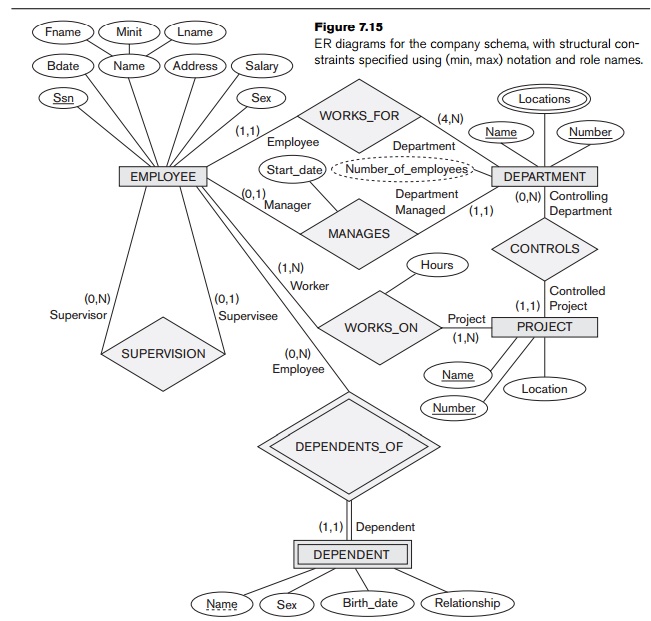 Figure 7.15
ER diagrams for the company schema, with structural con-
straints specified using (min, max) notation and role names.
Fname
Minit
Lname
Bdate
Name
Address
Salary
Ssn
Sex
WORKS_FOR
Locations
(1,1)
Employee
(4,N)
Department
Name
Number
EMPLOYEE
Start_date
Number_of_employees
DEPARTMENT
(0,1)
Manager
MANAGES
Department
Managed
(1,1)
(0,N)
Controlling
Department
CONTROLS
(1,N)
Worker
Hours
(0,N)
Supervisor
(0,1)
Supervisee
SUPERVISION
WORKS_ON
Project
(1,N)
(1,1)
Controlled
Project
PROJECT
(0,N)
Employee
Name
Number
Location
DEPENDENTS_OF
(1,1)
Dependent
DEPENDENT
Name
Sex
Birth_date
Relationship